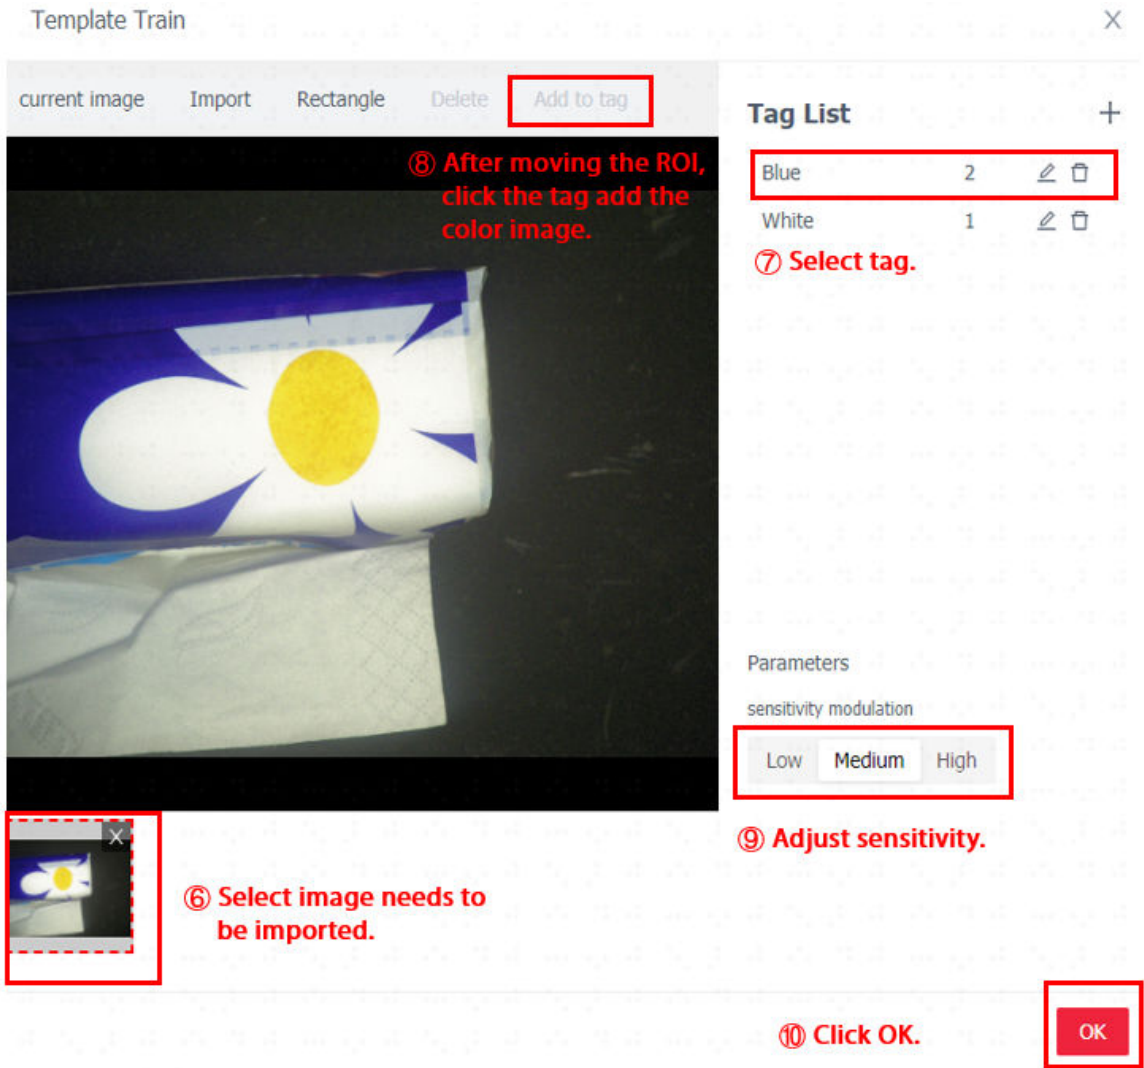 Template Train
X
current image Import Rectangle Delete Add to tag
⑧ After moving the ROI,
click the tag add the
color image.
Tag List +
Blue 2
White 1
⑦ Select tag.
Parameters
sensitivity modulation
Low Medium High
⑨ Adjust sensitivity.
X
⑥ Select image needs to
be imported.
⑩ Click OK.
OK